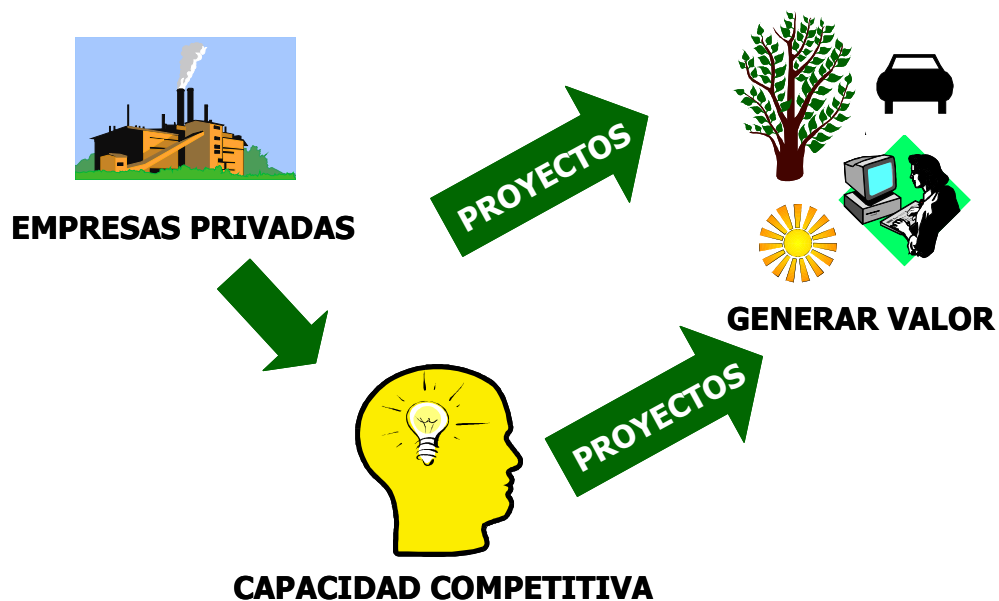 EMPRESAS PRIVADAS
PROYECTOS
GENERAR VALOR
PROYECTOS
CAPACIDAD COMPETITIVA